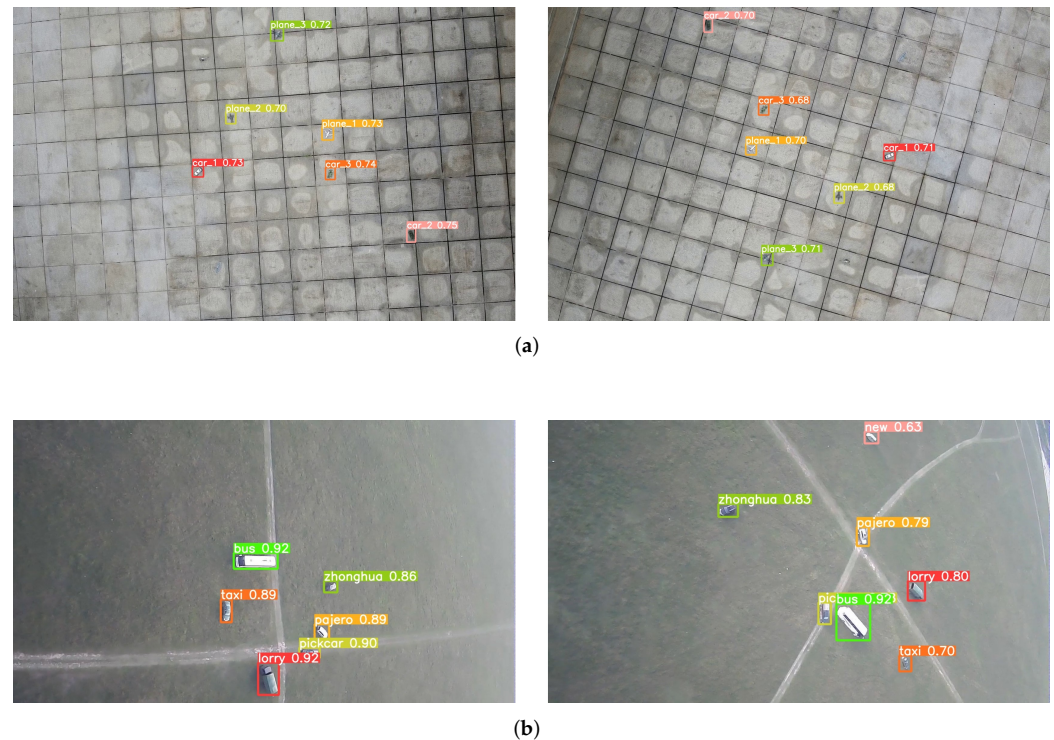 plane_3 0.72
plane_2 0.70
plane_1 0.73
car_1 0.73
car_3 0.74
car_2 0.75
car_2 0.70
car_3 0.68
plane_1 0.70
car_1 0.71
plane_2 0.68
plane_3 0.71
(a)
bus 0.92
zhonghua 0.86
taxi 0.89
pajero 0.89
pickcar 0.90
lorry 0.92
new 0.63
zhonghua 0.83
pajero 0.79
lorry 0.80
bus 0.92
taxi 0.70
(b)